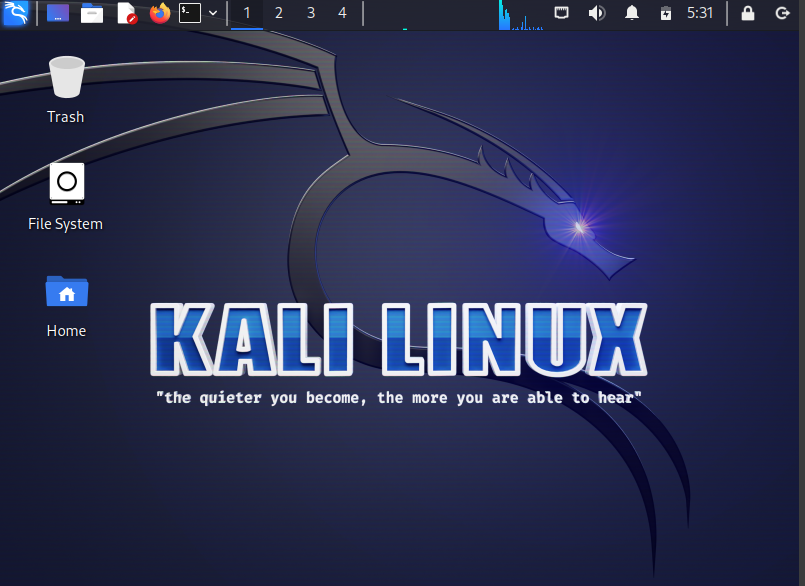 1 2 3 4 5:31
Trash
File System
Home
KALI LINUX
"the quieter you become, the more you are able to hear"